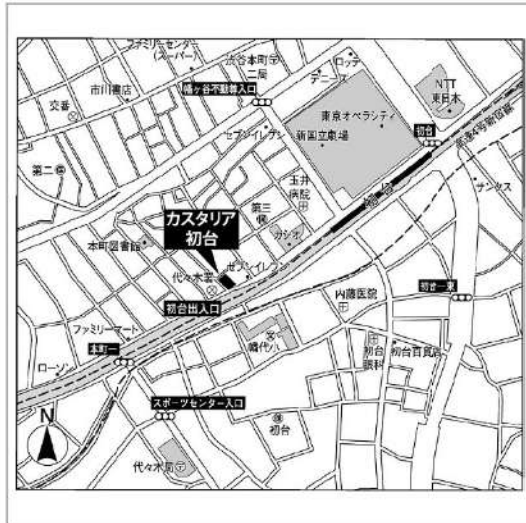 ファミリーセンター
(スーパー)
渋谷本町〒
二局
ロッテ
デニーズ
NTT
東日本
幡ヶ谷不動尊入口
市川書店
交番
東京オペラシティ
初台
セブンイレブン
新国立劇場
高速4号新宿線
第二
玉井
病院
サンクス
第三
カスタリア
初台
カシオ
本町図書館
代々木署
セブンイレブン
初台出入口
内藤医院
初台一東
ファミリーマート
本町一
幡代小
初台
眼科
初台百貨店
ローソン
スポーツセンター入口
初台
N
代々木局〒